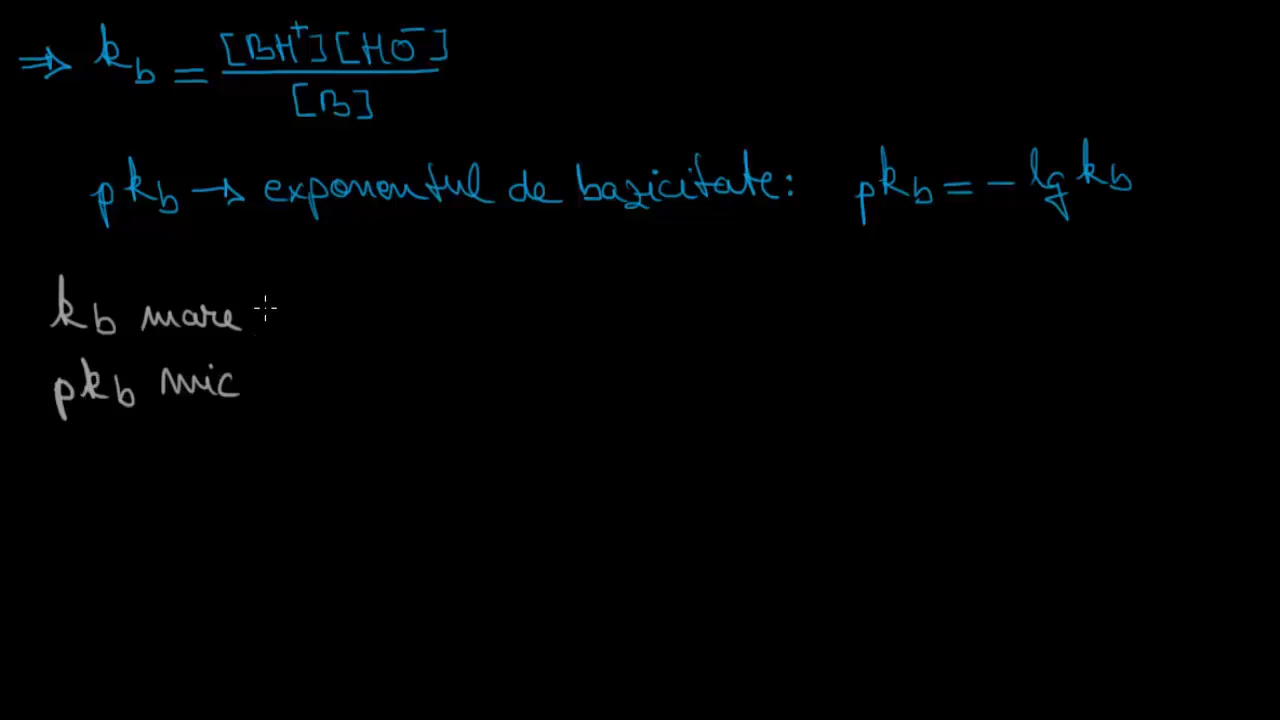 ⇒ kb = [BH⁺][HO⁻] / [B]
pkb → exponentul de bazicitate: pkb = - lg kb
kb mare
pkb mic